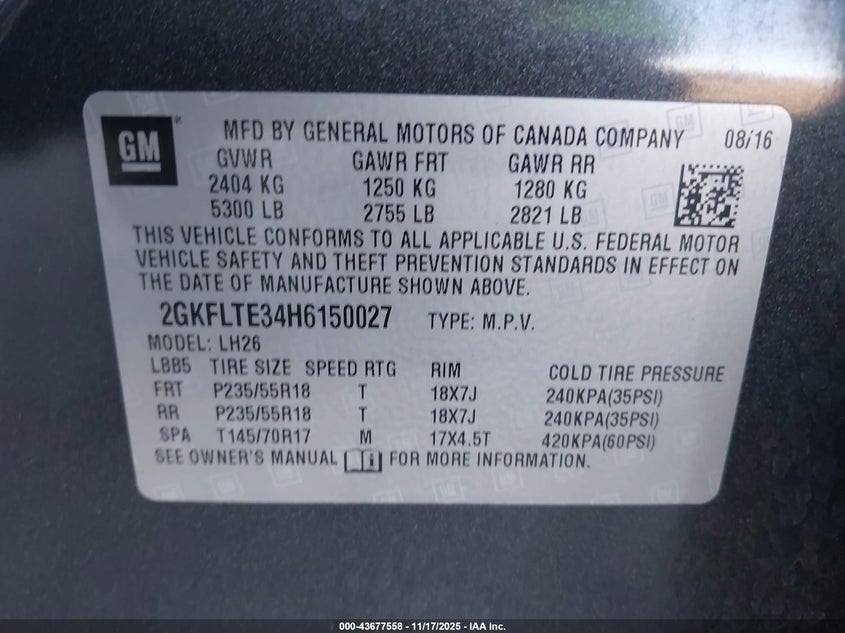 GM MFD BY GENERAL MOTORS OF CANADA COMPANY 08/16
GVWR GAWR FRT GAWR RR
2404 KG 1250 KG 1280 KG
5300 LB 2755 LB 2821 LB
THIS VEHICLE CONFORMS TO ALL APPLICABLE U.S. FEDERAL MOTOR
VEHICLE SAFETY AND THEFT PREVENTION STANDARDS IN EFFECT ON
THE DATE OF MANUFACTURE SHOWN ABOVE.
2GKFLTE34H6150027 TYPE: M.P.V.
MODEL: LH26
LBB5 TIRE SIZE SPEED RTG RIM COLD TIRE PRESSURE
FRT P235/55R18 T 18X7J 240KPA(35PSI)
RR P235/55R18 T 18X7J 240KPA(35PSI)
SPA T145/70R17 M 17X4.5T 420KPA(60PSI)
SEE OWNER'S MANUAL i FOR MORE INFORMATION.
000-43677558 - 11/17/2025 - IAA Inc.